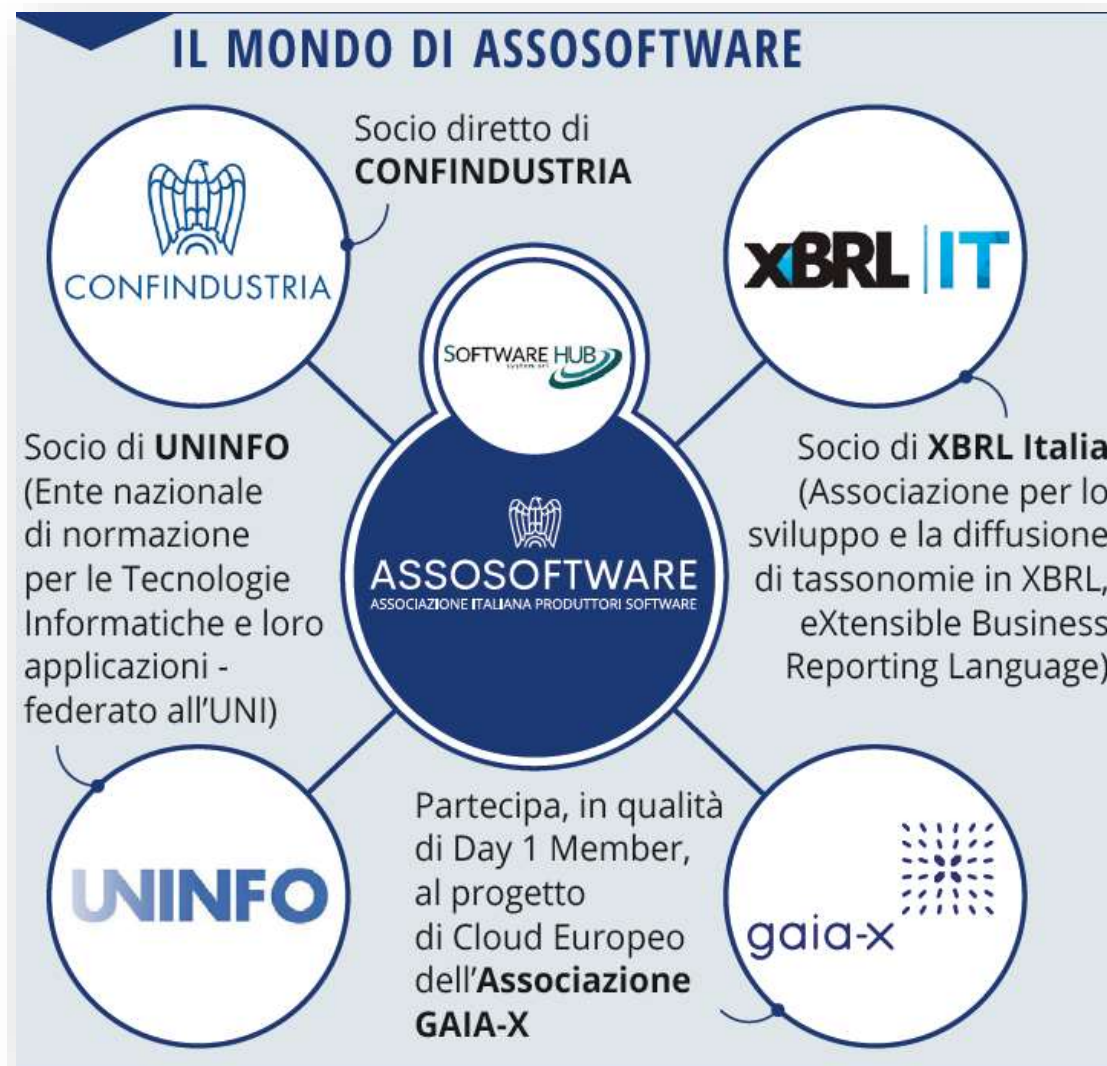 IL MONDO DI ASSOSOFTWARE
CONFINDUSTRIA
Socio diretto di
CONFINDUSTRIA
xBRL | IT
SOFTWARE HUB
system srl
ASSOSOFTWARE
ASSOCIAZIONE ITALIANA PRODUTTORI SOFTWARE
Socio di UNINFO
(Ente nazionale
di normazione
per le Tecnologie
Informatiche e loro
applicazioni -
federato all'UNI)
Socio di XBRL Italia
(Associazione per lo
sviluppo e la diffusione
di tassonomie in XBRL,
eXtensible Business
Reporting Language)
UNINFO
Partecipa, in qualità
di Day 1 Member,
al progetto
di Cloud Europeo
dell'Associazione
GAIA-X
gaia-x